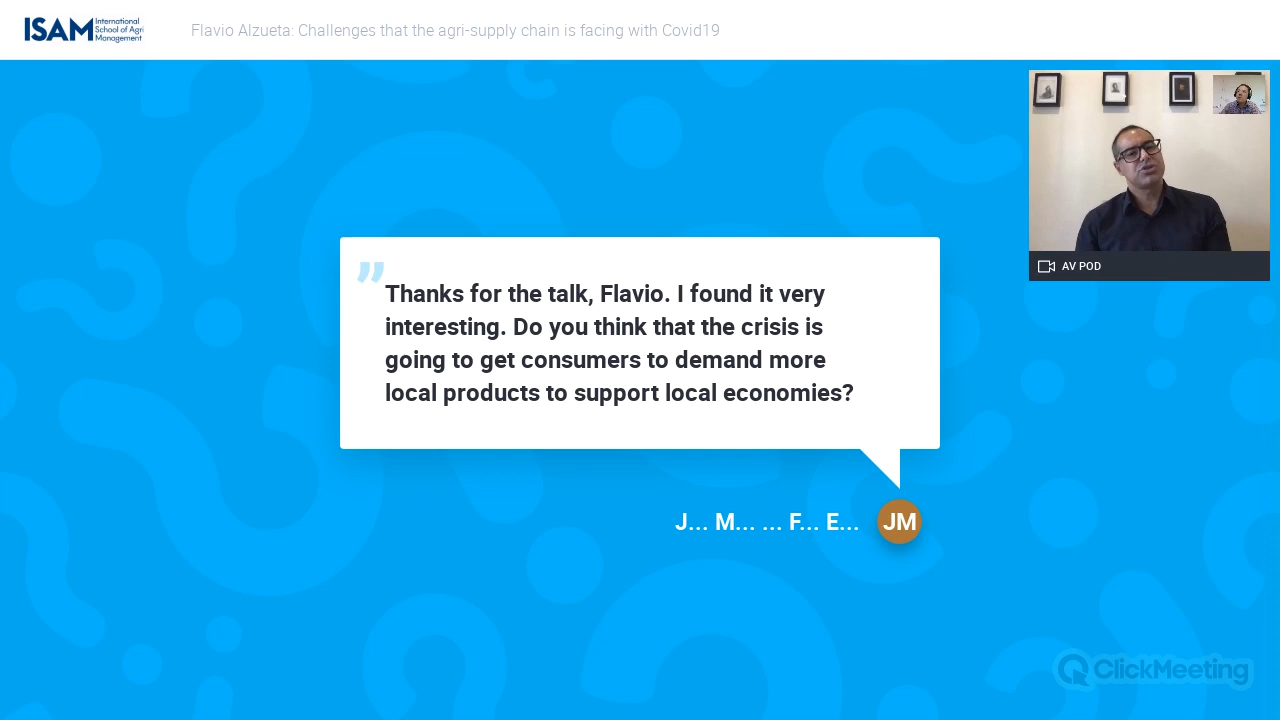 ISAM
International
School of Agri
Management
Flavio Alzueta: Challenges that the agri-supply chain is facing with Covid19
AV POD
”
Thanks for the talk, Flavio. I found it very
interesting. Do you think that the crisis is
going to get consumers to demand more
local products to support local economies?
J... M... ... F... E...
JM
ClickMeeting